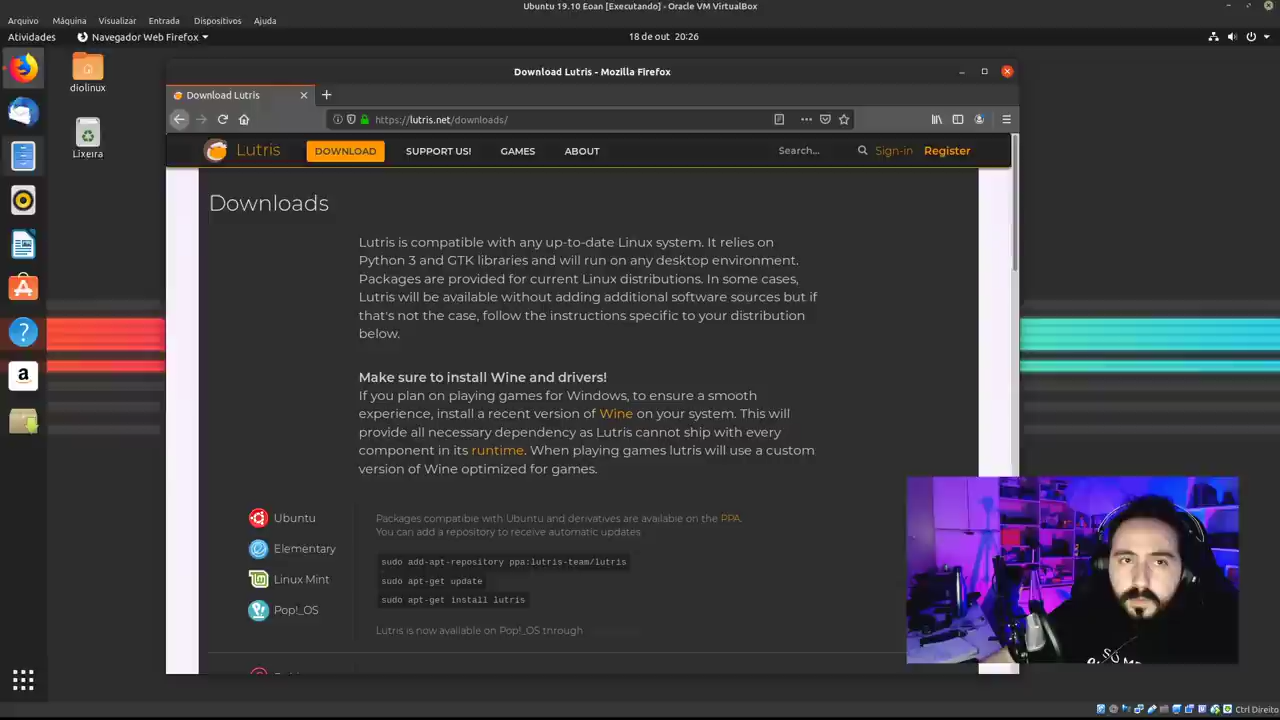 Ubuntu 19.10 Eoan [Executando] - Oracle VM VirtualBox
Arquivo Máquina Visualizar Entrada Dispositivos Ajuda
Atividades Navegador Web Firefox 18 de out 20:26
diolinux
Lixeira
Download Lutris - Mozilla Firefox
Download Lutris
https://lutris.net/downloads/
Lutris DOWNLOAD SUPPORT US! GAMES ABOUT Search... Sign-in Register
Downloads
Lutris is compatible with any up-to-date Linux system. It relies on
Python 3 and GTK libraries and will run on any desktop environment.
Packages are provided for current Linux distributions. In some cases,
Lutris will be available without adding additional software sources but if
that's not the case, follow the instructions specific to your distribution
below.
Make sure to install Wine and drivers!
If you plan on playing games for Windows, to ensure a smooth
experience, install a recent version of Wine on your system. This will
provide all necessary dependency as Lutris cannot ship with every
component in its runtime. When playing games lutris will use a custom
version of Wine optimized for games.
Ubuntu
Elementary
Linux Mint
Pop!_OS
Packages compatible with Ubuntu and derivatives are available on the PPA.
You can add a repository to receive automatic updates
sudo add-apt-repository ppa:lutris-team/lutris
sudo apt-get update
sudo apt-get install lutris
Lutris is now available on Pop!_OS through
Ctrl Direito